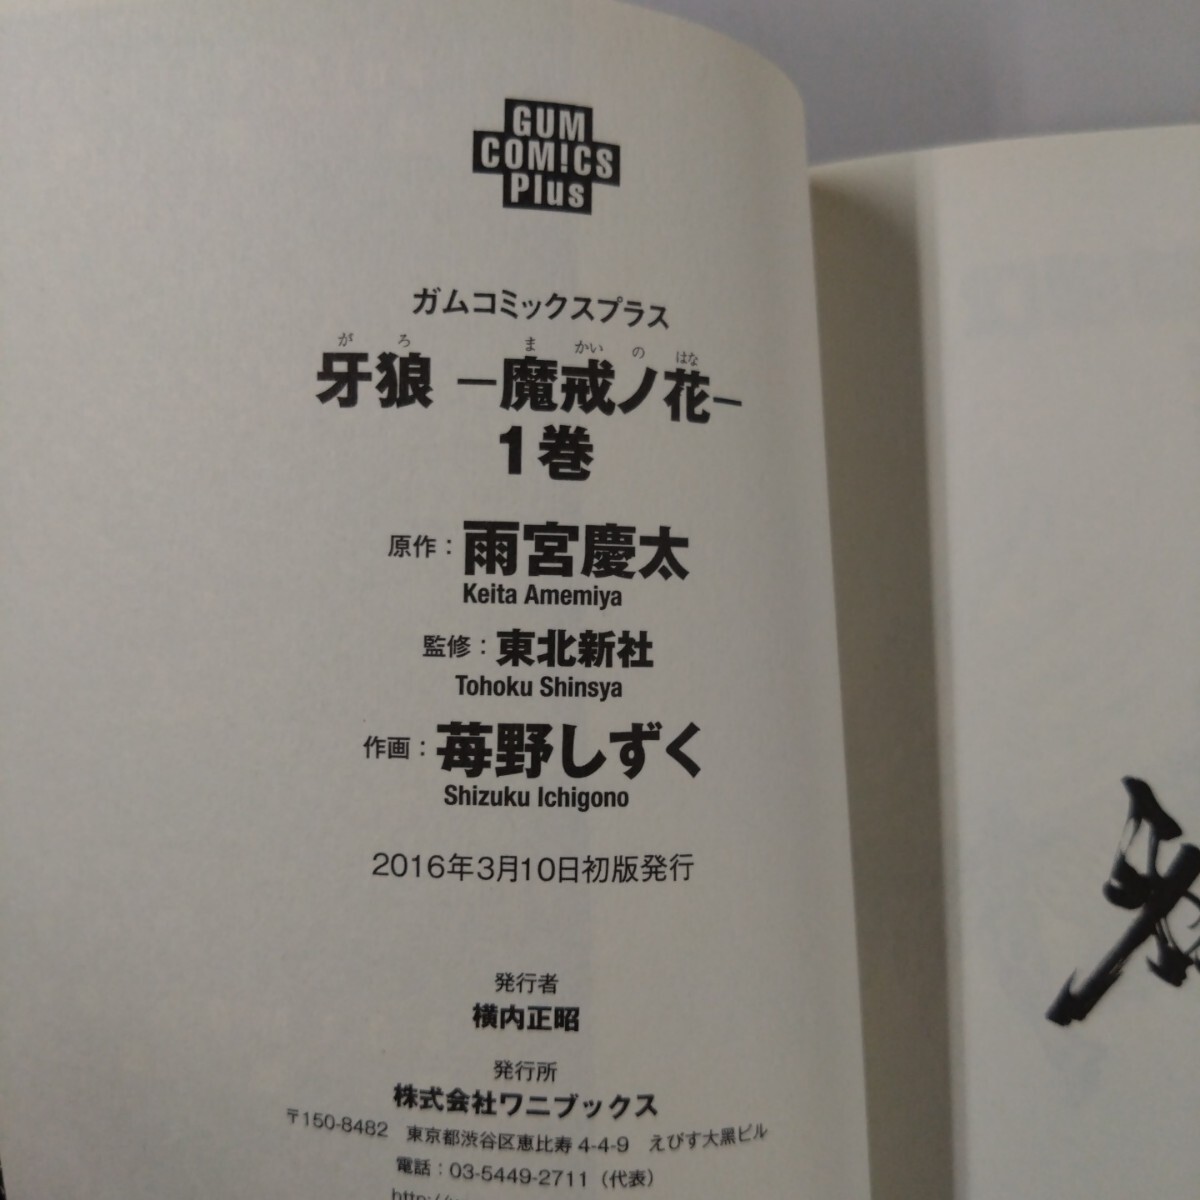 GUM
COM!CS
Plus
ガムコミックスプラス
が ろ ま かい の はな
牙狼 ―魔戒ノ花―
1巻
原作：雨宮慶太
Keita Amemiya
監修：東北新社
Tohoku Shinsya
作画：苺野しずく
Shizuku Ichigono
2016年3月10日初版発行
発行者
横内正昭
発行所
株式会社ワニブックス
〒150-8482 東京都渋谷区恵比寿 4-4-9 えびす大黒ビル
電話：03-5449-2711（代表）
牙